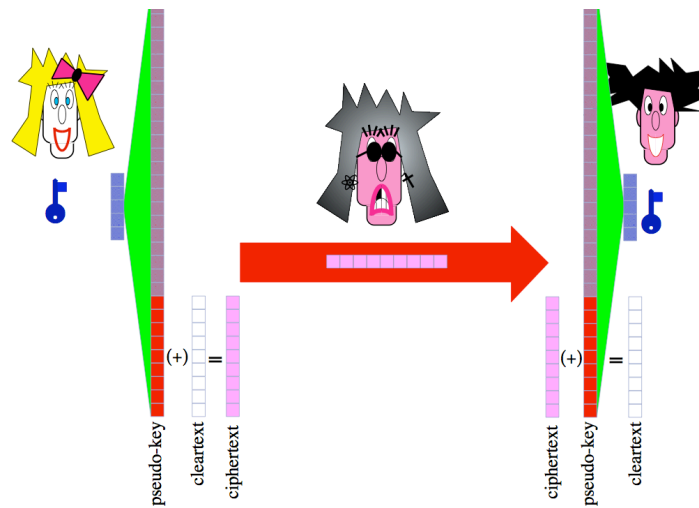 (+)
=
pseudo-key
cleartext
ciphertext
(+)
=
ciphertext
pseudo-key
cleartext